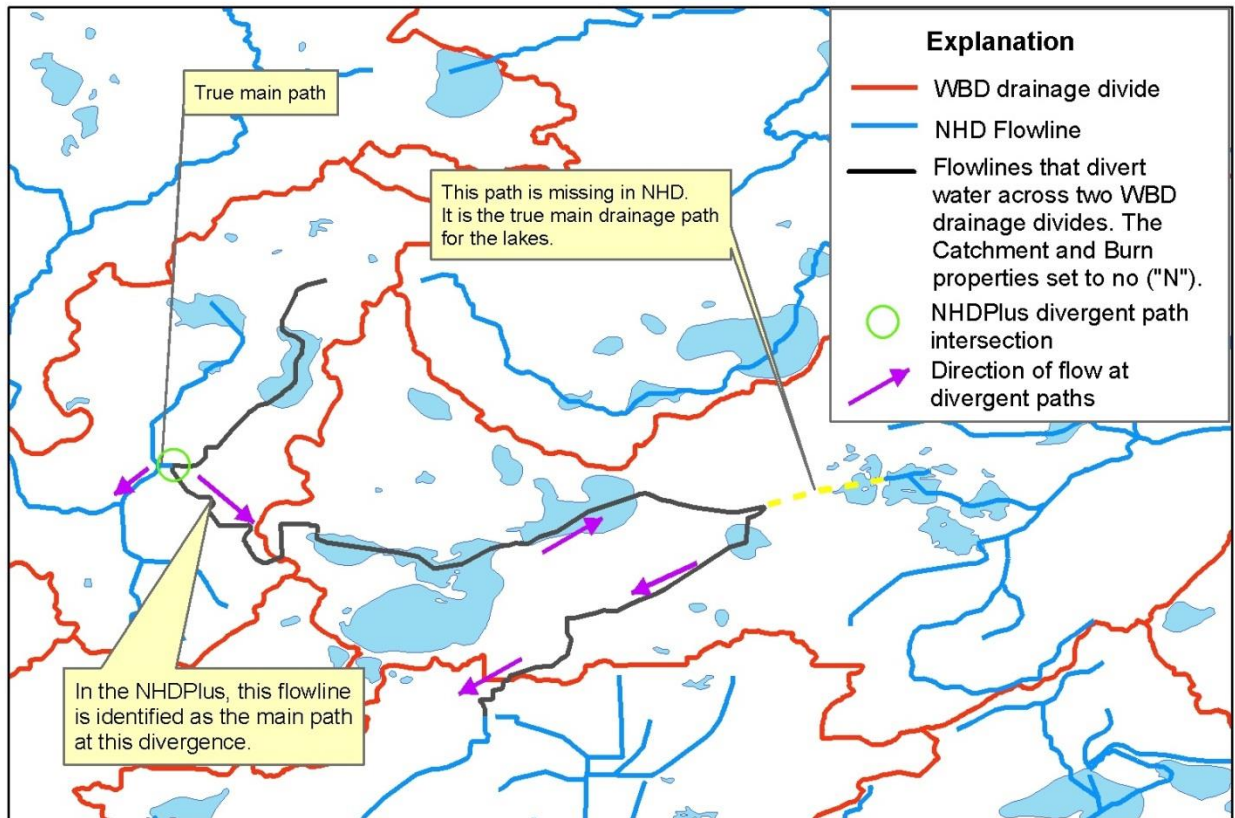 True main path
This path is missing in NHD.
It is the true main drainage path
for the lakes.
In the NHDPlus, this flowline
is identified as the main path
at this divergence.
Explanation
WBD drainage divide
NHD Flowline
Flowlines that divert
water across two WBD
drainage divides. The
Catchment and Burn
properties set to no ("N").
NHDPlus divergent path
intersection
Direction of flow at
divergent paths